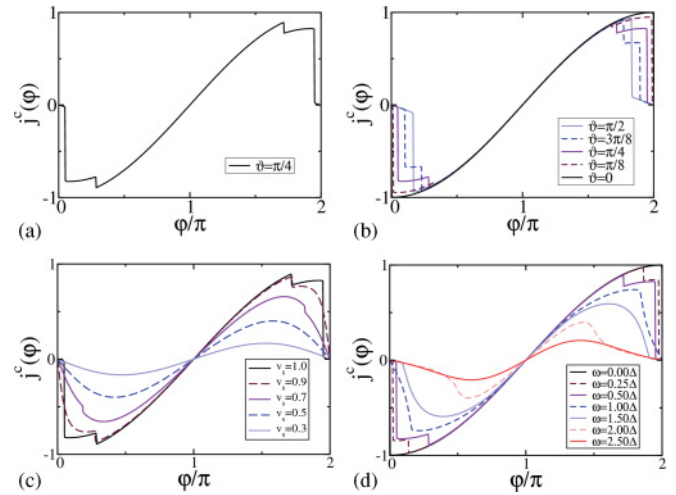 1
j^c(φ)
0
-1
0
1
2
ϑ=π/4
φ/π
(a)
1
j^c(φ)
0
-1
0
1
2
ϑ=π/2
ϑ=3π/8
ϑ=π/4
ϑ=π/8
ϑ=0
φ/π
(b)
1
j^c(φ)
0
-1
0
1
2
v_s=1.0
v_s=0.9
v_s=0.7
v_s=0.5
v_s=0.3
φ/π
(c)
1
j^c(φ)
0
-1
0
1
2
ω=0.00Δ
ω=0.25Δ
ω=0.50Δ
ω=1.00Δ
ω=1.50Δ
ω=2.00Δ
ω=2.50Δ
φ/π
(d)